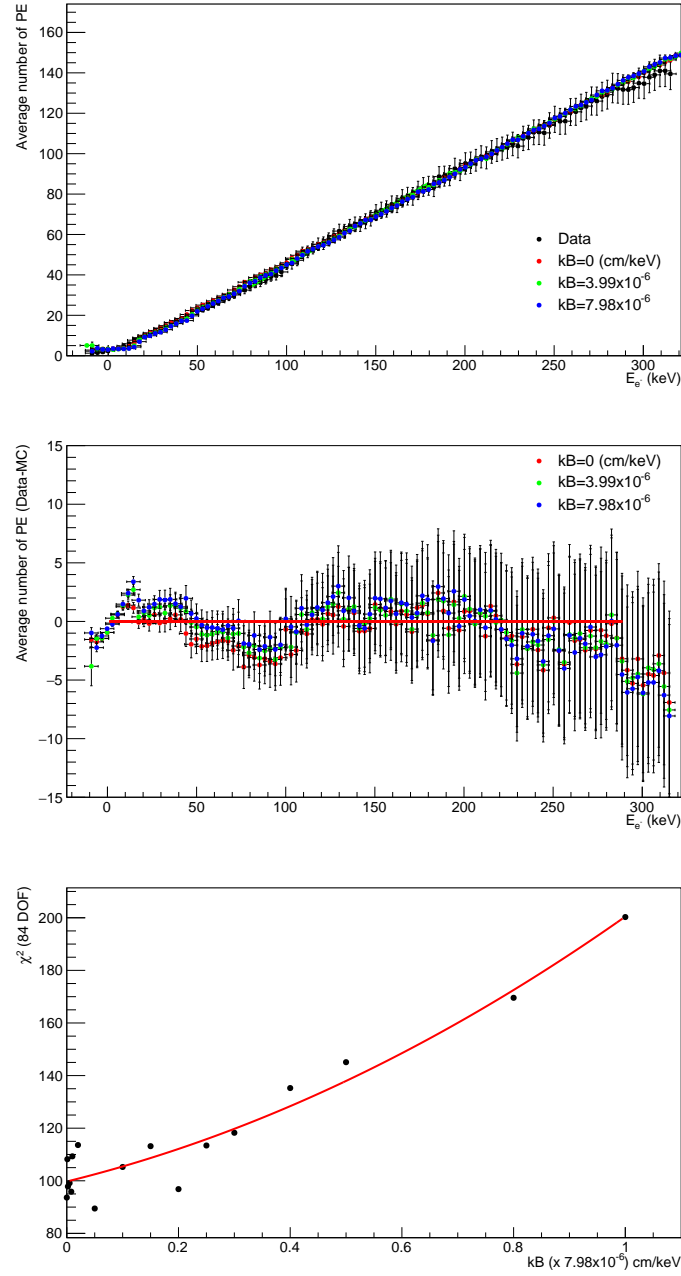 Average number of PE
160
140
120
100
80
60
40
20
0
Data
kB=0 (cm/keV)
kB=3.99x10⁻⁶
kB=7.98x10⁻⁶
0 50 100 150 200 250 300
E_e⁻ (keV)
Average number of PE (Data-MC)
15
10
5
0
−5
−10
−15
kB=0 (cm/keV)
kB=3.99x10⁻⁶
kB=7.98x10⁻⁶
0 50 100 150 200 250 300
E_e⁻ (keV)
χ² (84 DOF)
200
180
160
140
120
100
80
0 0.2 0.4 0.6 0.8 1
kB (x 7.98x10⁻⁶) cm/keV